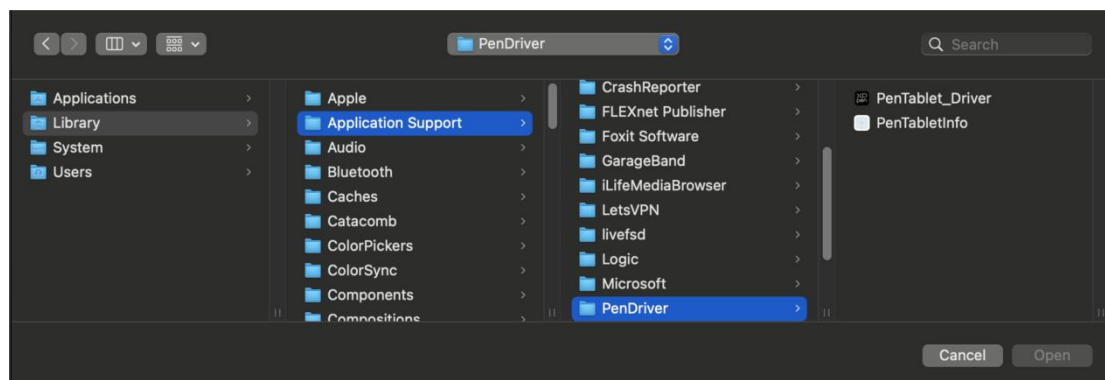 PenDriver
Search
Applications
Library
System
Users
Apple
Application Support
Audio
Bluetooth
Caches
Catacomb
ColorPickers
ColorSync
Components
Compositions
CrashReporter
FLEXnet Publisher
Foxit Software
GarageBand
iLifeMediaBrowser
LetsVPN
livefsd
Logic
Microsoft
PenDriver
PenTablet_Driver
PenTabletInfo
Cancel
Open